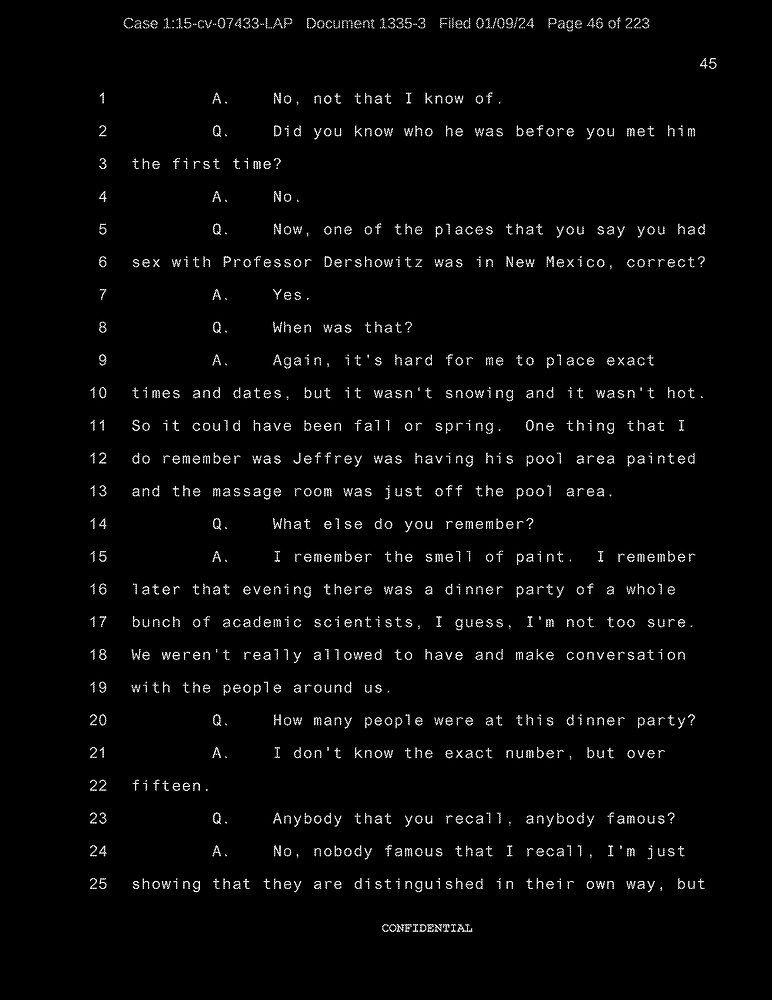 Case 1:15-cv-07433-LAP Document 1335-3 Filed 01/09/24 Page 46 of 223
45
1 A. No, not that I know of.
2 Q. Did you know who he was before you met him
3 the first time?
4 A. No.
5 Q. Now, one of the places that you say you had
6 sex with Professor Dershowitz was in New Mexico, correct?
7 A. Yes.
8 Q. When was that?
9 A. Again, it's hard for me to place exact
10 times and dates, but it wasn't snowing and it wasn't hot.
11 So it could have been fall or spring. One thing that I
12 do remember was Jeffrey was having his pool area painted
13 and the massage room was just off the pool area.
14 Q. What else do you remember?
15 A. I remember the smell of paint. I remember
16 later that evening there was a dinner party of a whole
17 bunch of academic scientists, I guess, I'm not too sure.
18 We weren't really allowed to have and make conversation
19 with the people around us.
20 Q. How many people were at this dinner party?
21 A. I don't know the exact number, but over
22 fifteen.
23 Q. Anybody that you recall, anybody famous?
24 A. No, nobody famous that I recall, I'm just
25 showing that they are distinguished in their own way, but
CONFIDENTIAL